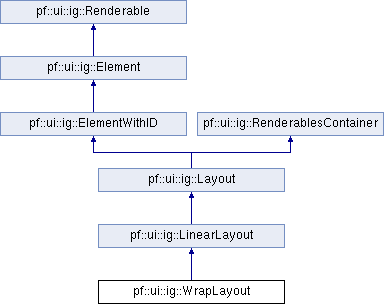 pf::ui::ig::Renderable
pf::ui::ig::Element
pf::ui::ig::ElementWithID
pf::ui::ig::RenderablesContainer
pf::ui::ig::Layout
pf::ui::ig::LinearLayout
pf::ui::ig::WrapLayout